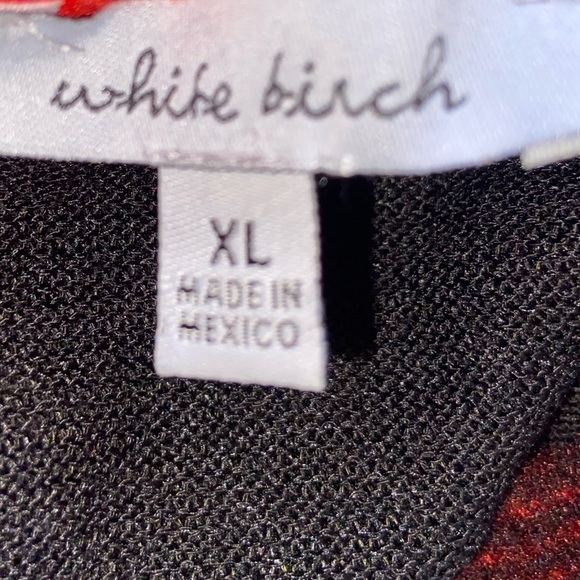 white birch
XL
MADE IN
MEXICO